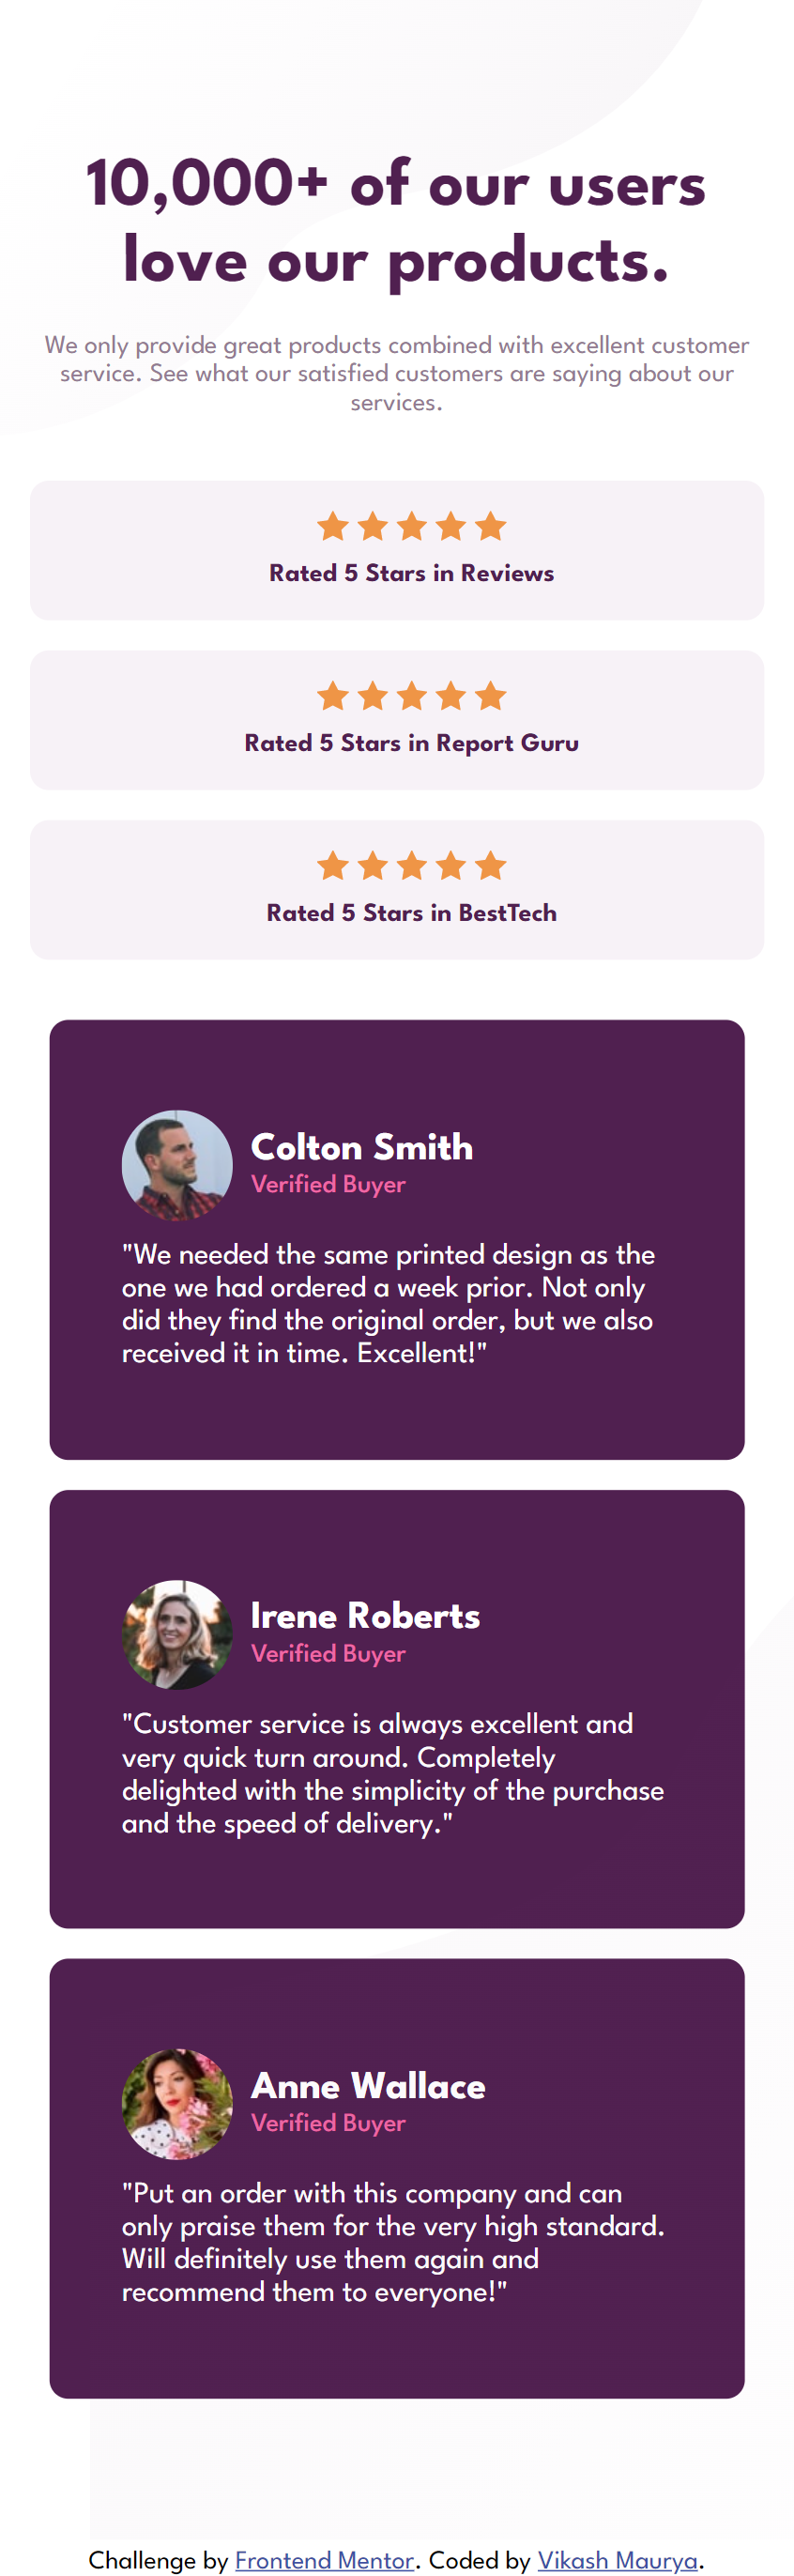 10,000+ of our users
love our products.
We only provide great products combined with excellent customer
service. See what our satisfied customers are saying about our
services.
Rated 5 Stars in Reviews
Rated 5 Stars in Report Guru
Rated 5 Stars in BestTech
Colton Smith
Verified Buyer
"We needed the same printed design as the
one we had ordered a week prior. Not only
did they find the original order, but we also
received it in time. Excellent!"
Irene Roberts
Verified Buyer
"Customer service is always excellent and
very quick turn around. Completely
delighted with the simplicity of the purchase
and the speed of delivery."
Anne Wallace
Verified Buyer
"Put an order with this company and can
only praise them for the very high standard.
Will definitely use them again and
recommend them to everyone!"
Challenge by Frontend Mentor. Coded by Vikash Maurya.